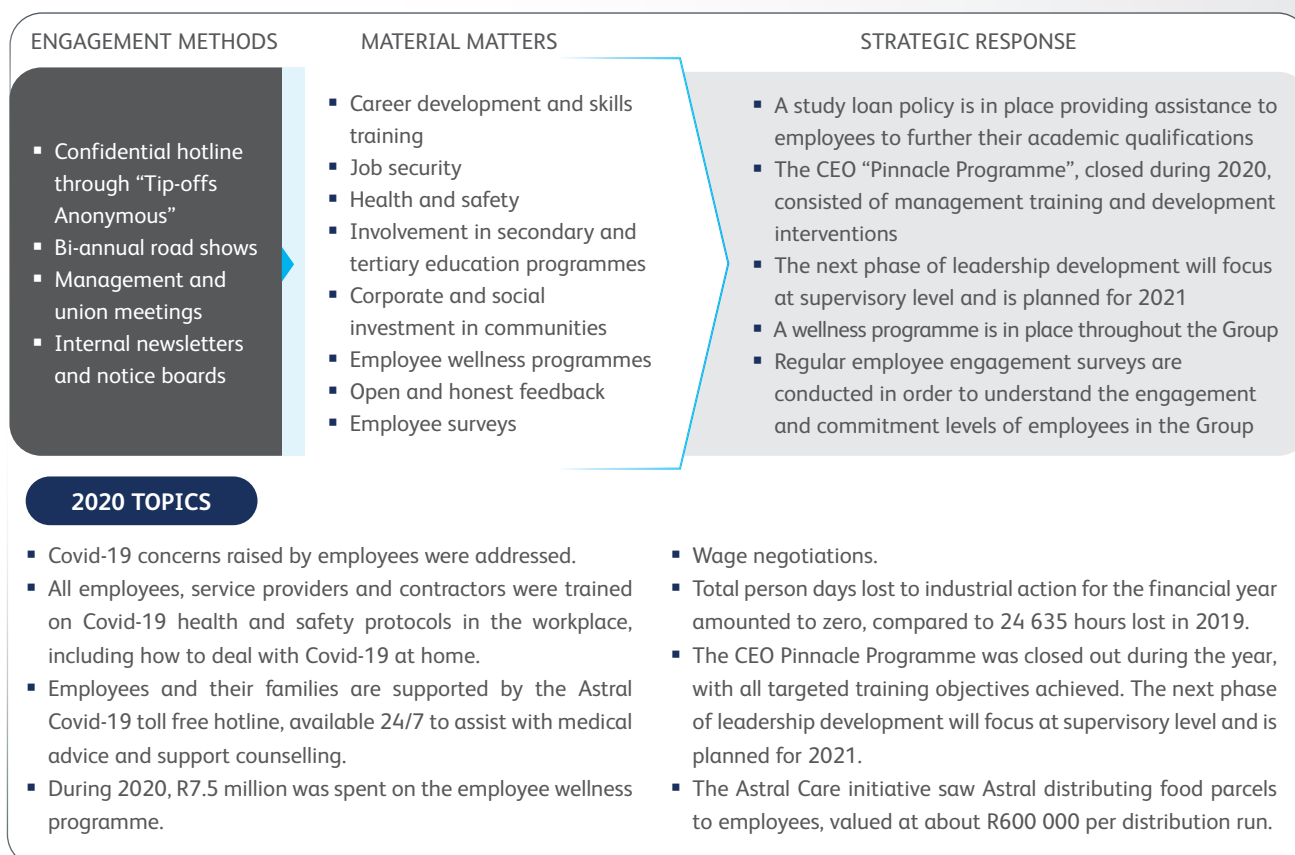 ENGAGEMENT METHODS
▪ Confidential hotline
through “Tip-offs
Anonymous”
▪ Bi-annual road shows
▪ Management and
union meetings
▪ Internal newsletters
and notice boards
MATERIAL MATTERS
▪ Career development and skills
training
▪ Job security
▪ Health and safety
▪ Involvement in secondary and
tertiary education programmes
▪ Corporate and social
investment in communities
▪ Employee wellness programmes
▪ Open and honest feedback
▪ Employee surveys
STRATEGIC RESPONSE
▪ A study loan policy is in place providing assistance to
employees to further their academic qualifications
▪ The CEO “Pinnacle Programme”, closed during 2020,
consisted of management training and development
interventions
▪ The next phase of leadership development will focus
at supervisory level and is planned for 2021
▪ A wellness programme is in place throughout the Group
▪ Regular employee engagement surveys are
conducted in order to understand the engagement
and commitment levels of employees in the Group
2020 TOPICS
▪ Covid-19 concerns raised by employees were addressed.
▪ All employees, service providers and contractors were trained
on Covid-19 health and safety protocols in the workplace,
including how to deal with Covid-19 at home.
▪ Employees and their families are supported by the Astral
Covid-19 toll free hotline, available 24/7 to assist with medical
advice and support counselling.
▪ During 2020, R7.5 million was spent on the employee wellness
programme.
▪ Wage negotiations.
▪ Total person days lost to industrial action for the financial year
amounted to zero, compared to 24 635 hours lost in 2019.
▪ The CEO Pinnacle Programme was closed out during the year,
with all targeted training objectives achieved. The next phase
of leadership development will focus at supervisory level and is
planned for 2021.
▪ The Astral Care initiative saw Astral distributing food parcels
to employees, valued at about R600 000 per distribution run.